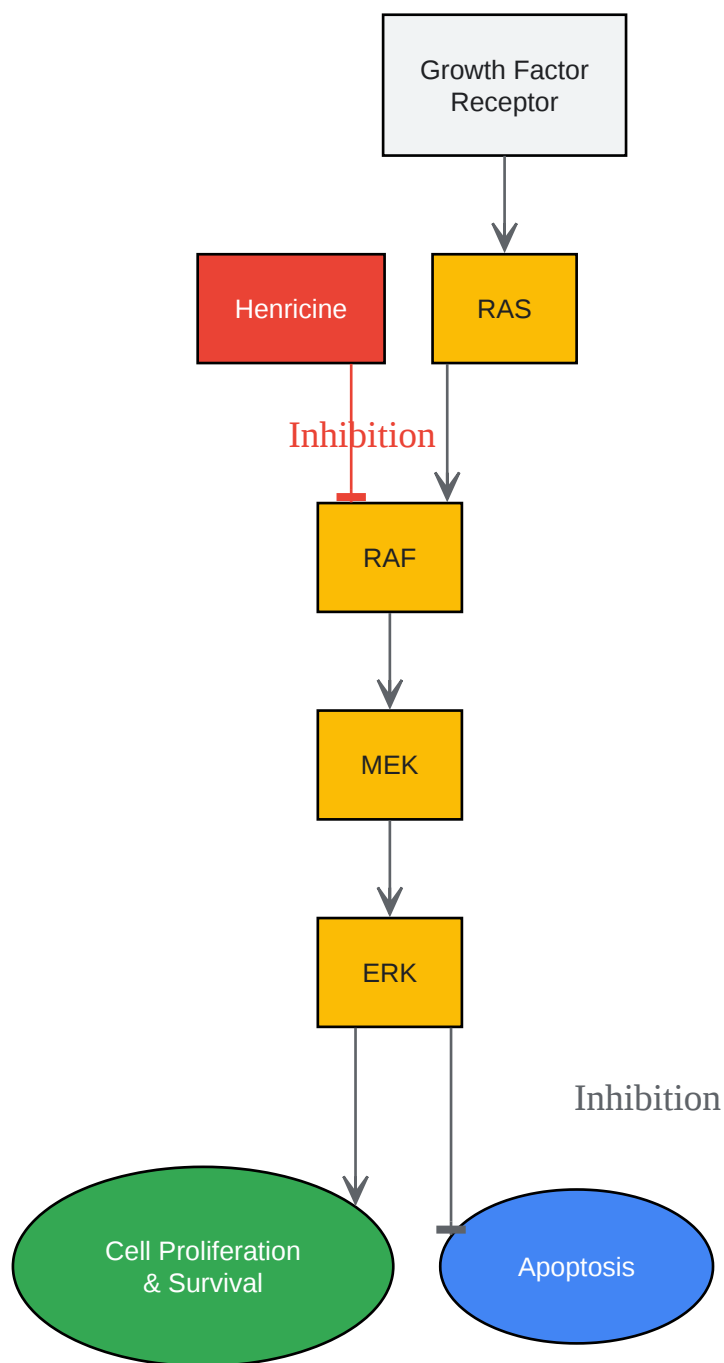 Growth Factor
Receptor
Henricine
RAS
Inhibition
RAF
MEK
ERK
Inhibition
Cell Proliferation
& Survival
Apoptosis